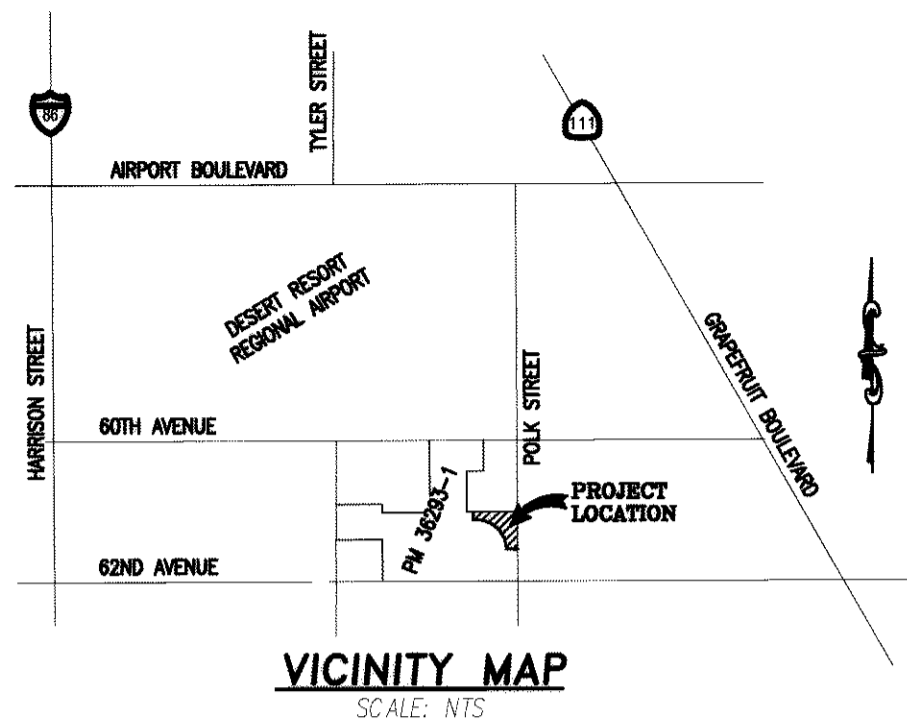 86
TYLER STREET
111
AIRPORT BOULEVARD
DESERT RESORT
REGIONAL AIRPORT
HARRISON STREET
POLK STREET
GRAPEFRUIT BOULEVARD
60TH AVENUE
PM 36293-1
PROJECT
LOCATION
62ND AVENUE
VICINITY MAP
SCALE: NTS